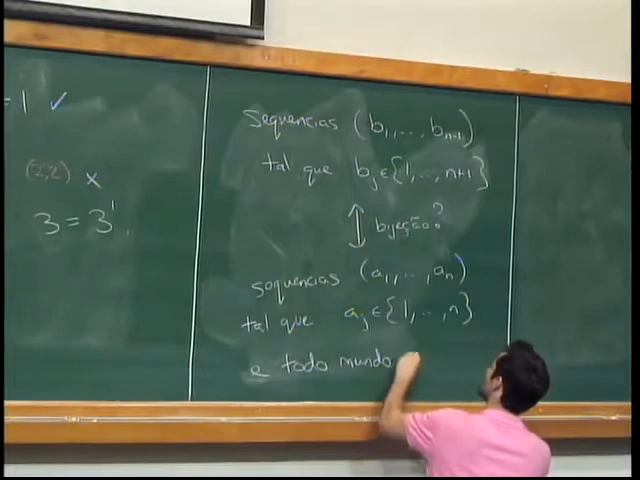 = 1 ✓
(2,2) x
3 = 3¹.
Sequencias (b₁,..., bₙ₋₁)
tal que bⱼ ∈ {1,..., n+1}
↕ bijeção?
sequencias (a₁,..., aₙ)
tal que aⱼ ∈ {1,..., n}
e todo mundo